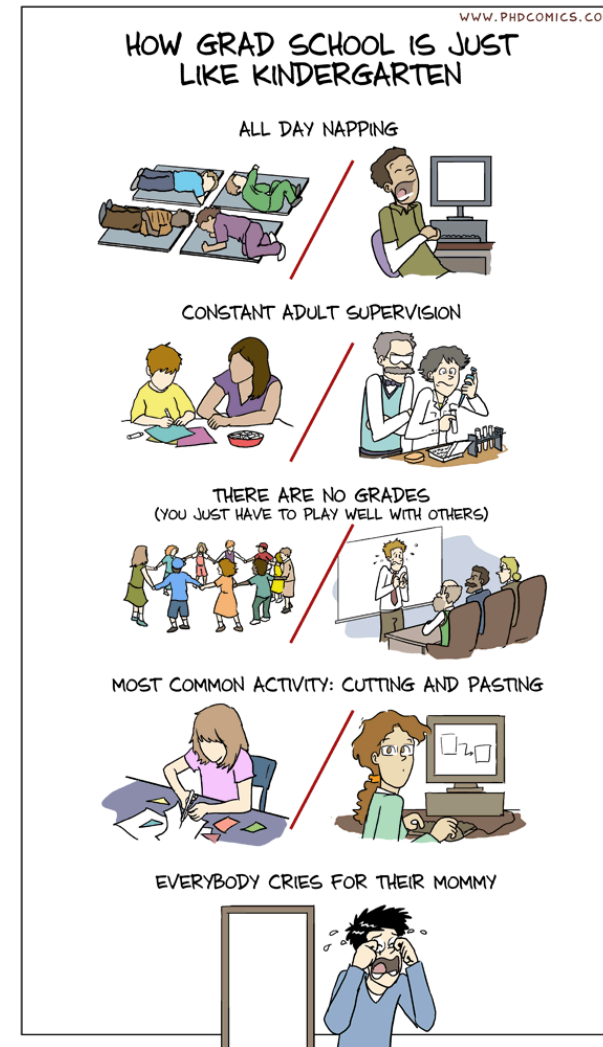 WWW.PHDCOMICS.CO
HOW GRAD SCHOOL IS JUST
LIKE KINDERGARTEN
ALL DAY NAPPING
CONSTANT ADULT SUPERVISION
THERE ARE NO GRADES
(YOU JUST HAVE TO PLAY WELL WITH OTHERS)
MOST COMMON ACTIVITY: CUTTING AND PASTING
EVERYBODY CRIES FOR THEIR MOMMY